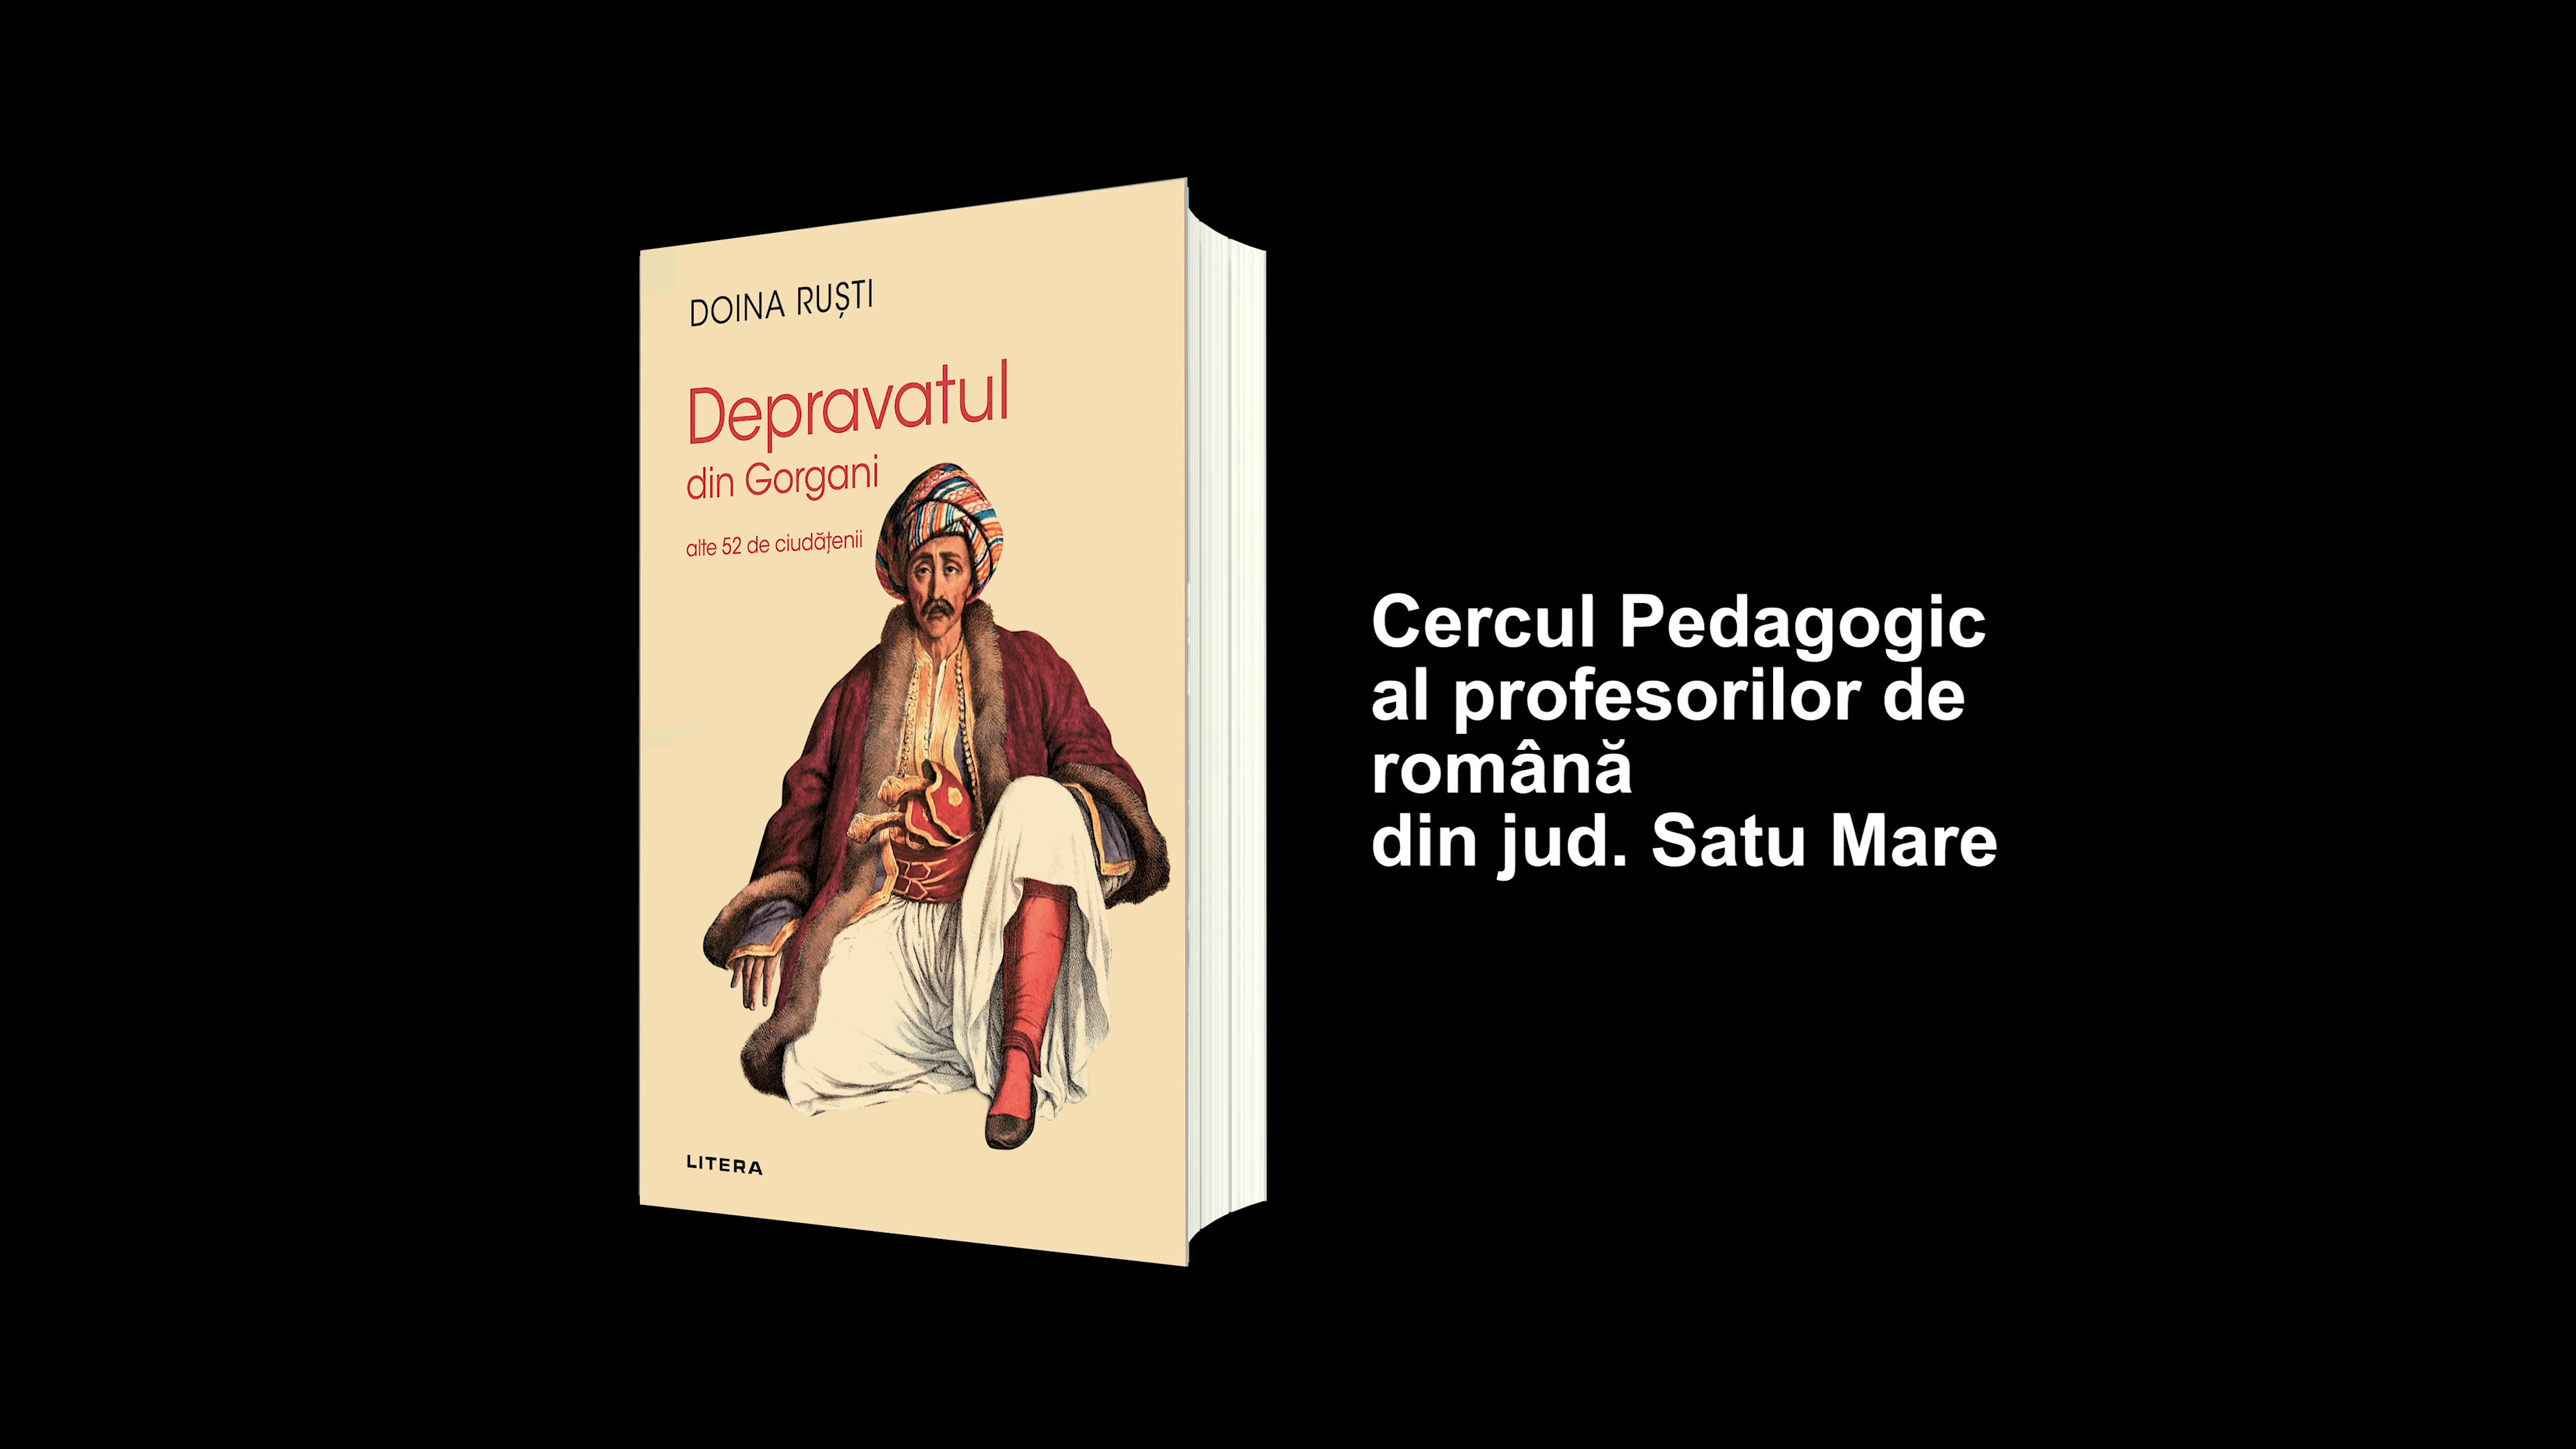 DOINA RUȘTI
Depravatul
din Gorgani
alte 52 de ciudățenii
LITERA
Cercul Pedagogic
al profesorilor de
română
din jud. Satu Mare